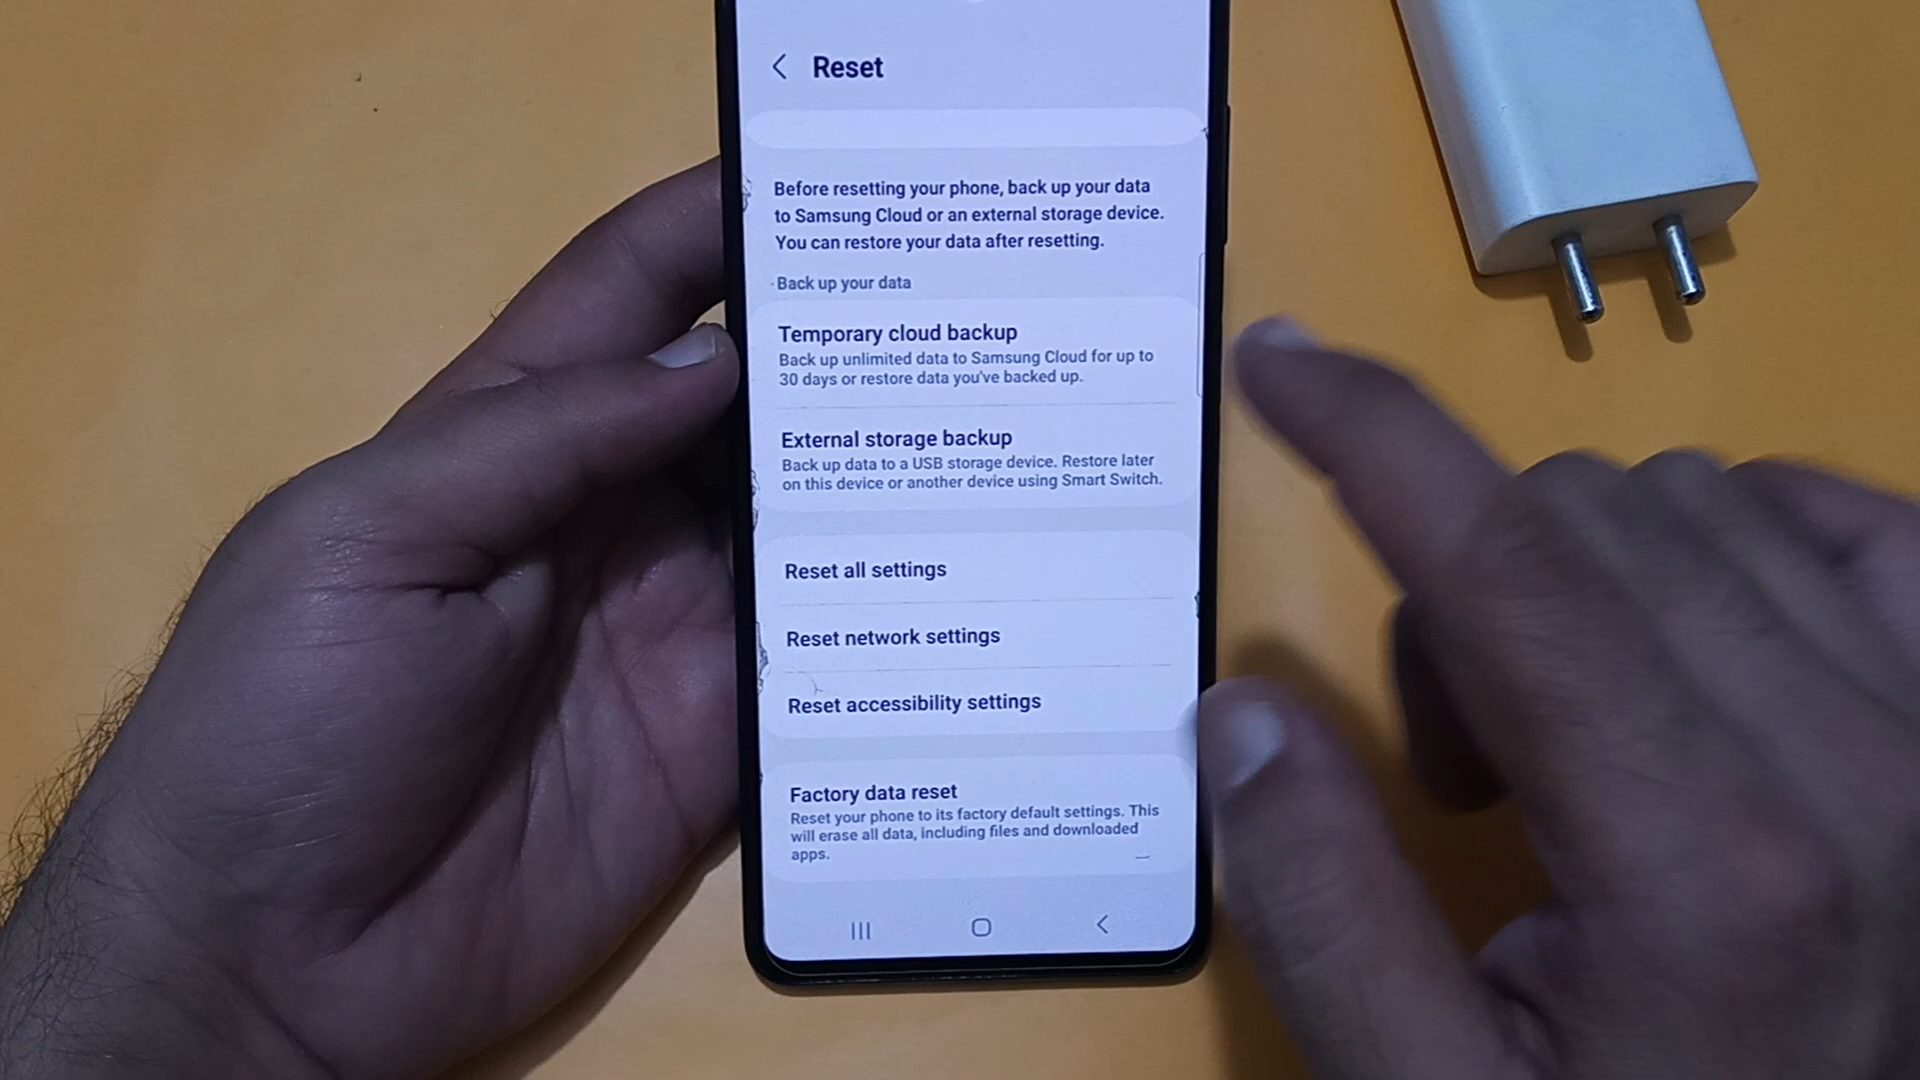 Reset
Before resetting your phone, back up your data
to Samsung Cloud or an external storage device.
You can restore your data after resetting.
Back up your data
Temporary cloud backup
Back up unlimited data to Samsung Cloud for up to
30 days or restore data you've backed up.
External storage backup
Back up data to a USB storage device. Restore later
on this device or another device using Smart Switch.
Reset all settings
Reset network settings
Reset accessibility settings
Factory data reset
Reset your phone to its factory default settings. This
will erase all data, including files and downloaded
apps.